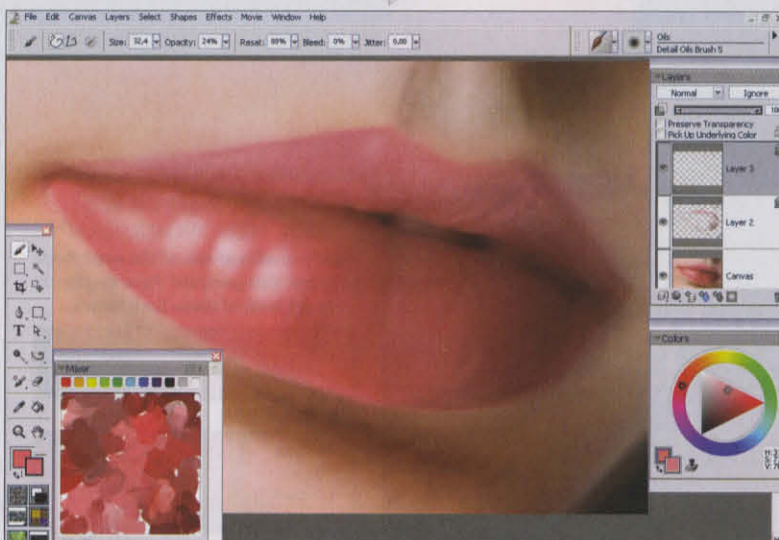 File Edit Canvas Layers Select Shapes Effects Movie Window Help
Size: 32,4 Opacity: 24% Resat: 88% Bleed: 0% Jitter: 0,00
Oils
Detail Oils Brush 5
Layers
Normal Ignore
Preserve Transparency
Pick Up Underlying Color
Layer 3
Layer 2
Canvas
Colors
Mixer